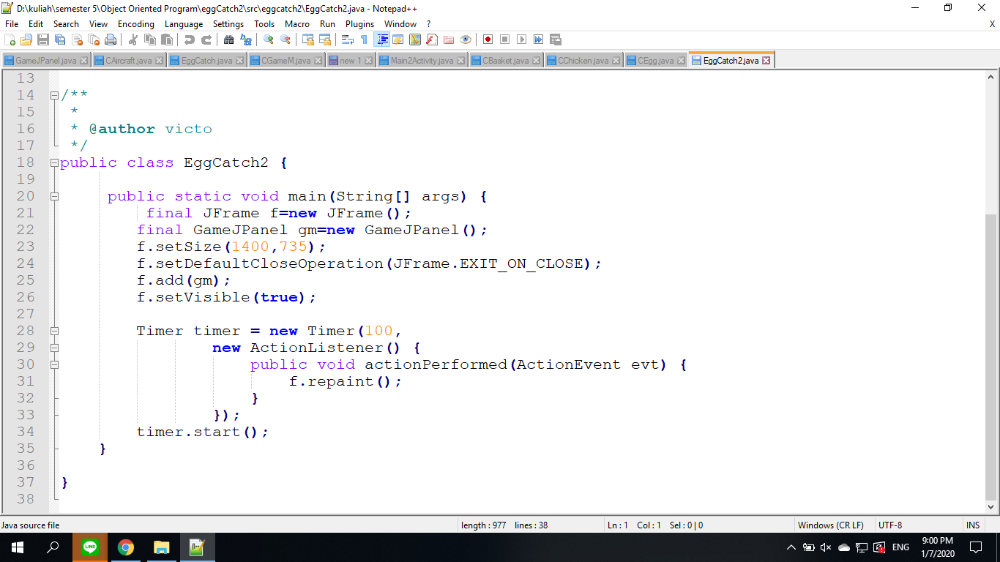 D:\kuliah\semester 5\Object Oriented Program\eggCatch2\src\eggcatch2\EggCatch2.java - Notepad++
File Edit Search View Encoding Language Settings Tools Macro Run Plugins Window ? X
GameJPanel.java CAircraft.java EggCatch.java CGameM.java new 1 Main2Activity.java CBasket.java CChicken.java CEgg.java EggCatch2.java
13
14 /**
15 *
16 * @author victo
17 */
18 public class EggCatch2 {
19
20 public static void main(String[] args) {
21 final JFrame f=new JFrame();
22 final GameJPanel gm=new GameJPanel();
23 f.setSize(1400,735);
24 f.setDefaultCloseOperation(JFrame.EXIT_ON_CLOSE);
25 f.add(gm);
26 f.setVisible(true);
27
28 Timer timer = new Timer(100,
29 new ActionListener() {
30 public void actionPerformed(ActionEvent evt) {
31 f.repaint();
32 }
33 });
34 timer.start();
35 }
36
37 }
38
Java source file length : 977 lines : 38 Ln : 1 Col : 1 Sel : 0 | 0 Windows (CR LF) UTF-8 INS
LINE ENG 9:00 PM
1/7/2020